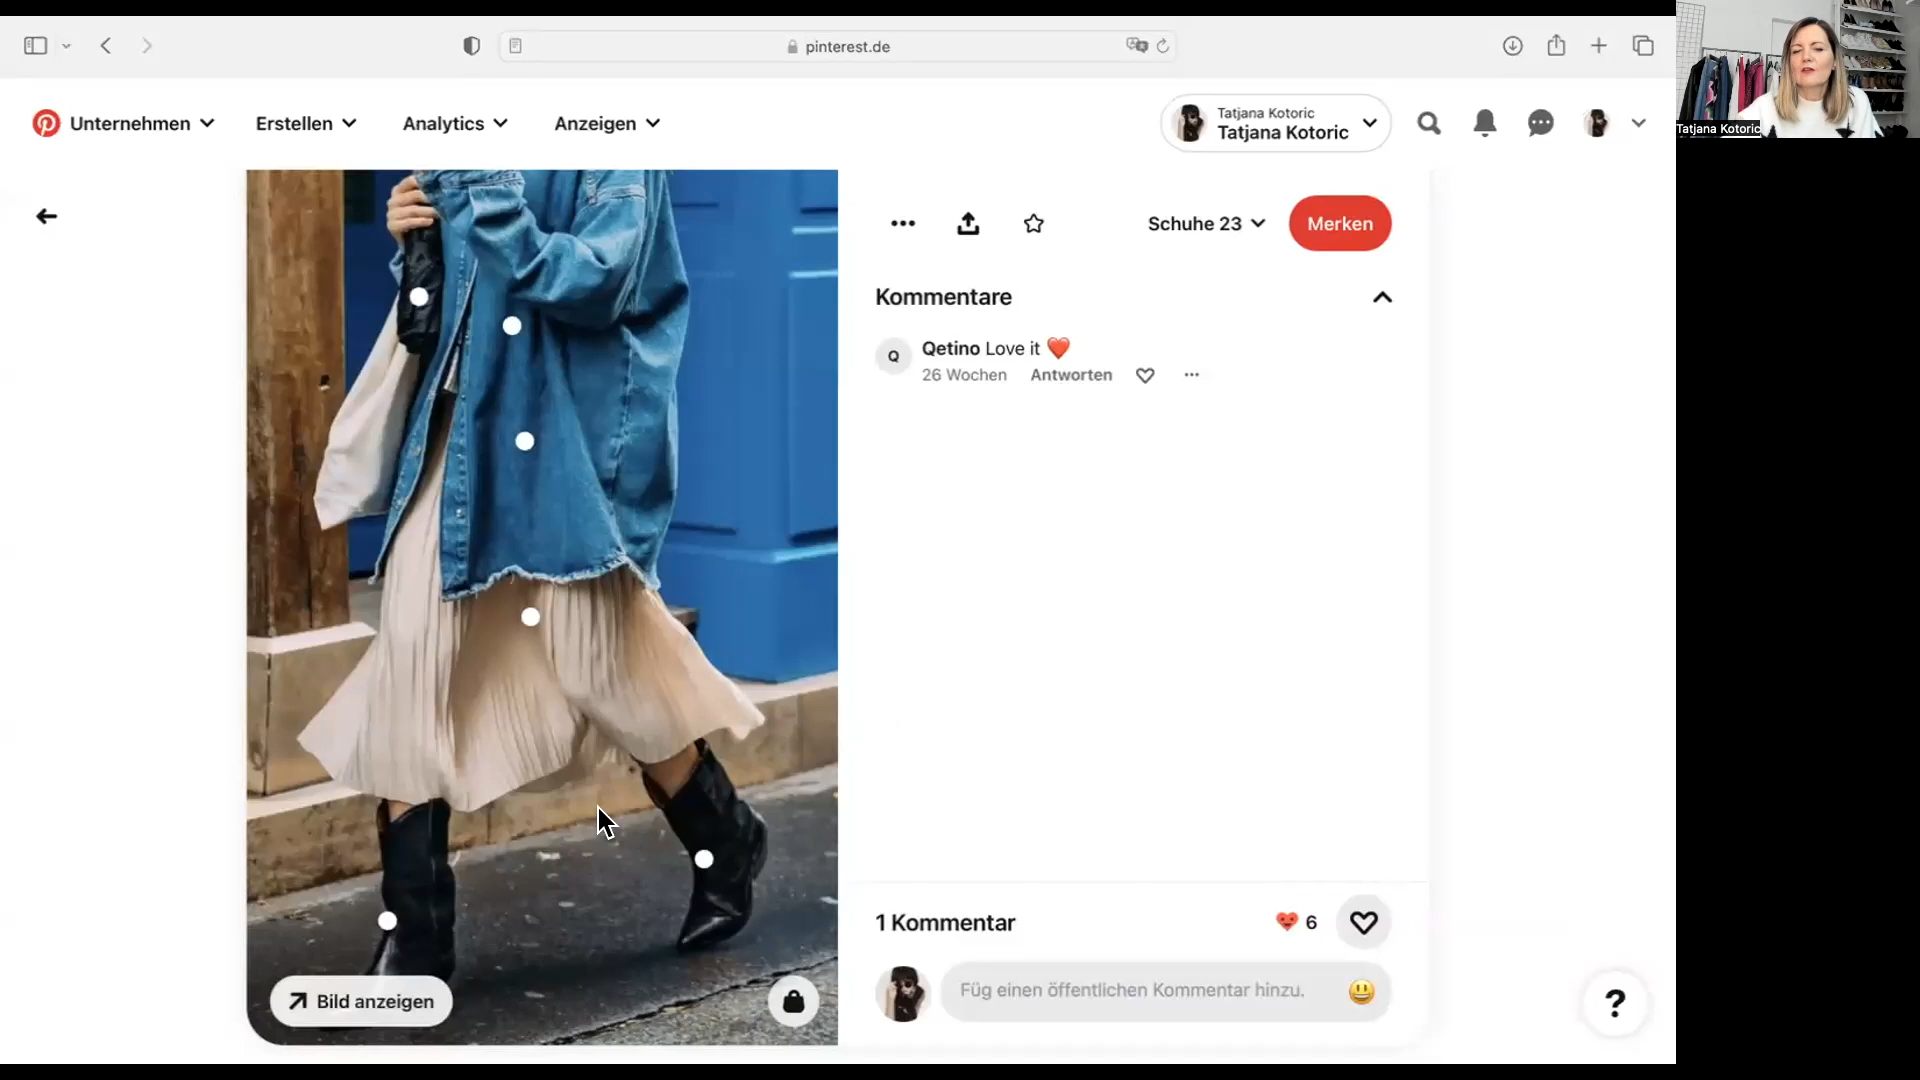 pinterest.de
Unternehmen
Erstellen
Analytics
Anzeigen
Tatjana Kotoric
Tatjana Kotoric
Tatjana Kotoric
Schuhe 23
Merken
Kommentare
Q
Qetino Love it ❤️
26 Wochen Antworten
1 Kommentar
6
Füg einen öffentlichen Kommentar hinzu.
Bild anzeigen
?